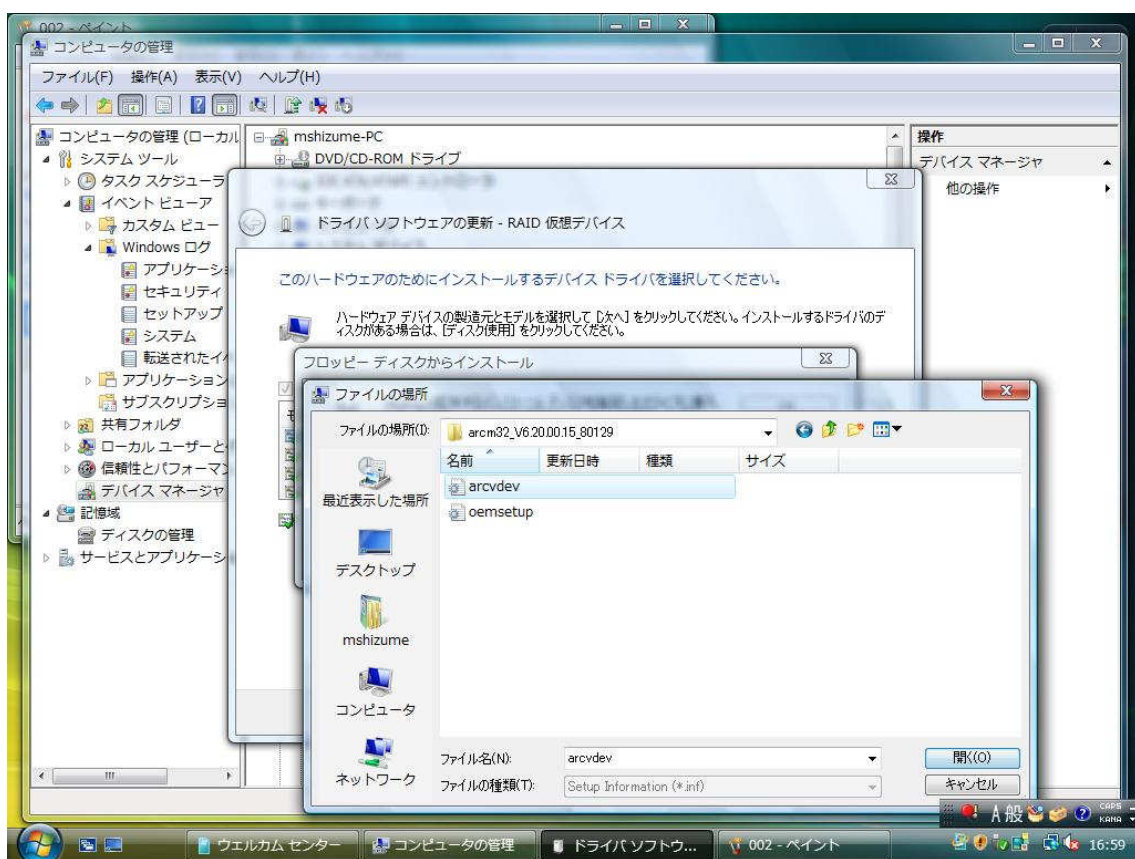 002 - ペイント
コンピュータの管理
ファイル(F) 操作(A) 表示(V) ヘルプ(H)
コンピュータの管理 (ローカル
システム ツール
タスク スケジューラ
イベント ビューア
カスタム ビュー
Windows ログ
アプリケーシ
セキュリティ
セットアップ
システム
転送されたイ
アプリケーション
サブスクリプショ
共有フォルダ
ローカル ユーザーと
信頼性とパフォーマン
デバイス マネージャ
記憶域
ディスクの管理
サービスとアプリケーシ
mshizume-PC
DVD/CD-ROM ドライブ
操作
デバイス マネージャ
他の操作
ドライバ ソフトウェアの更新 - RAID 仮想デバイス
このハードウェアのためにインストールするデバイス ドライバを選択してください。
ハードウェア デバイスの製造元とモデルを選択して [次へ] をクリックしてください。インストールするドライバのデ
ィスクがある場合は、[ディスク使用] をクリックしてください。
フロッピー ディスクからインストール
ファイルの場所
ファイルの場所(I):
arcm32_V6.20.00.15_80129
名前 更新日時 種類 サイズ
arcvdev
oemsetup
最近表示した場所
デスクトップ
mshizume
コンピュータ
ネットワーク
ファイル名(N): arcvdev
開く(O)
ファイルの種類(T): Setup Information (*.inf)
キャンセル
A 般 CAPS
KANA
ウエルカム センター
コンピュータの管理
ドライバ ソフトウ...
002 - ペイント
16:59